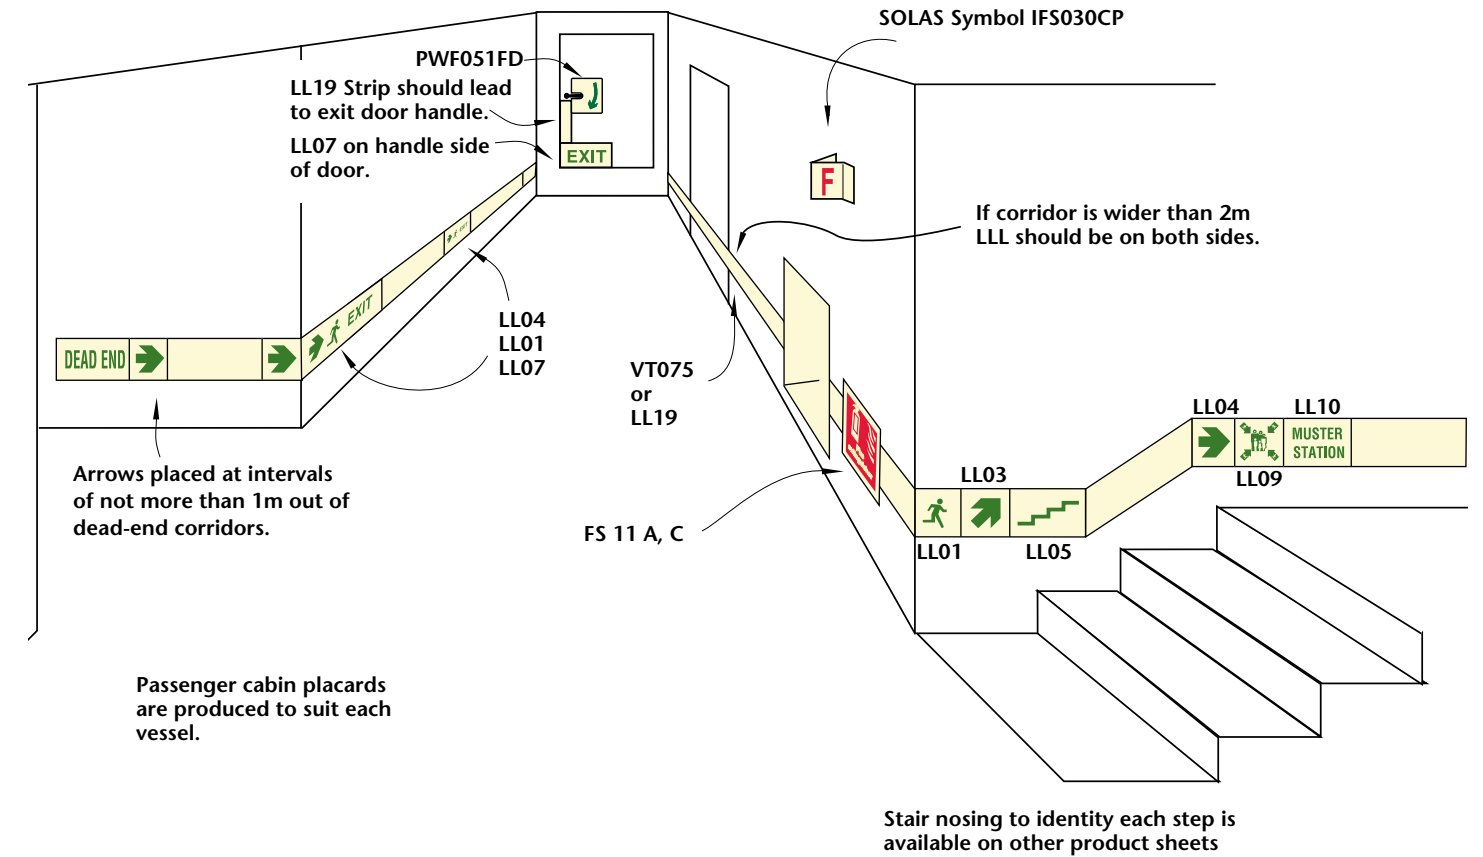 SOLAS Symbol IFS030CP
PWF051FD
LL19 Strip should lead
to exit door handle.
LL07 on handle side
of door.
EXIT
F
If corridor is wider than 2m
LLL should be on both sides.
EXIT
EXIT
DEAD END
LL04
LL01
LL07
VT075
or
LL19
Arrows placed at intervals
of not more than 1m out of
dead-end corridors.
FS 11 A, C
LL04
LL10
MUSTER
STATION
LL09
LL03
LL01
LL05
Passenger cabin placards
are produced to suit each
vessel.
Stair nosing to identity each step is
available on other product sheets